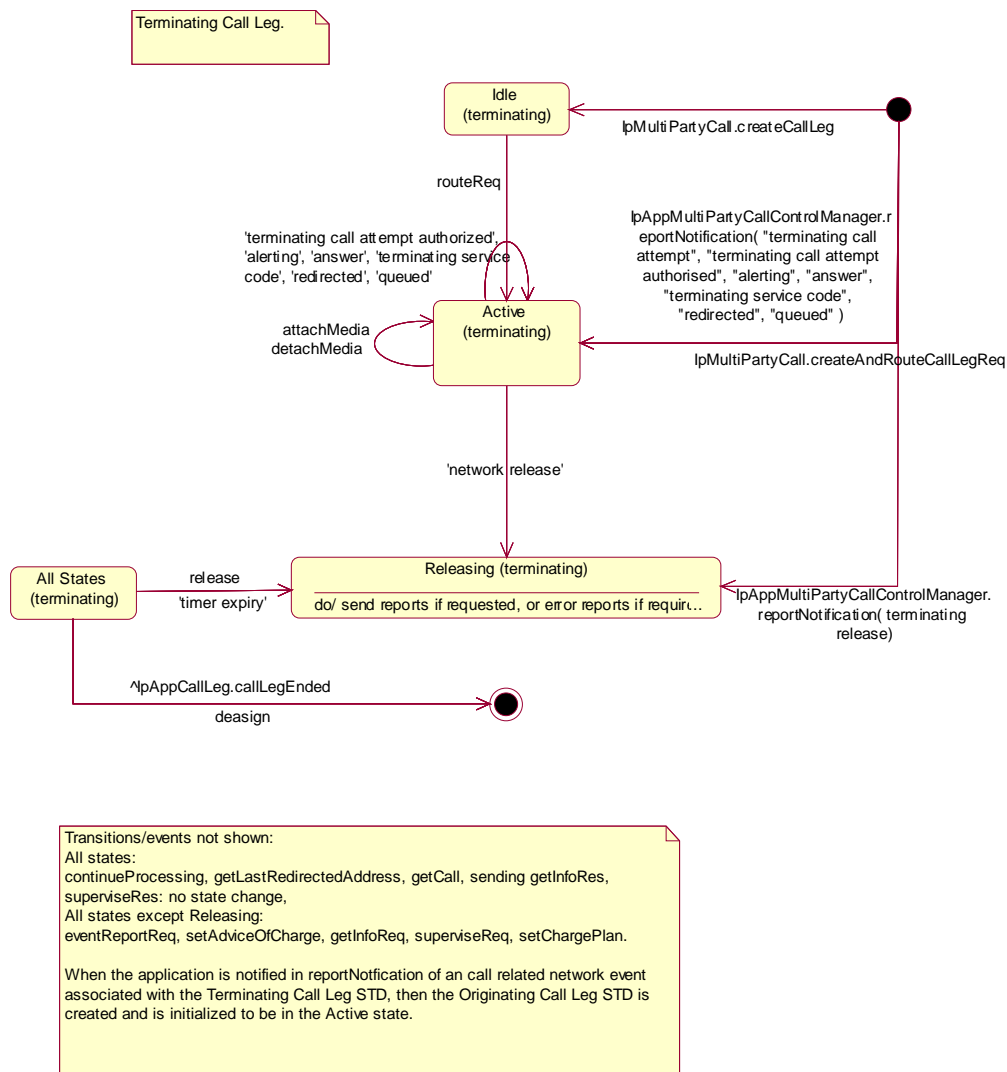 Terminating Call Leg.
Idle
(terminating)
IpMultiPartyCall.createCallLeg
routeReq
IpAppMultiPartyCallControlManager.r
eportNotification( "terminating call
attempt", "terminating call attempt
authorised", "alerting", "answer",
"terminating service code",
"redirected", "queued" )
'terminating call attempt authorized',
'alerting', 'answer', 'terminating service
code', 'redirected', 'queued'
Active
(terminating)
attachMedia
detachMedia
IpMultiPartyCall.createAndRouteCallLegReq
'network release'
Releasing (terminating)
do/ send reports if requested, or error reports if requir...
All States
(terminating)
release
'timer expiry'
IpAppMultiPartyCallControlManager.
reportNotification( terminating
release)
^IpAppCallLeg.callLegEnded
deasign
Transitions/events not shown:
All states:
continueProcessing, getLastRedirectedAddress, getCall, sending getInfoRes,
superviseRes: no state change,
All states except Releasing:
eventReportReq, setAdviceOfCharge, getInfoReq, superviseReq, setChargePlan.
When the application is notified in reportNotfication of an call related network event
associated with the Terminating Call Leg STD, then the Originating Call Leg STD is
created and is initialized to be in the Active state.